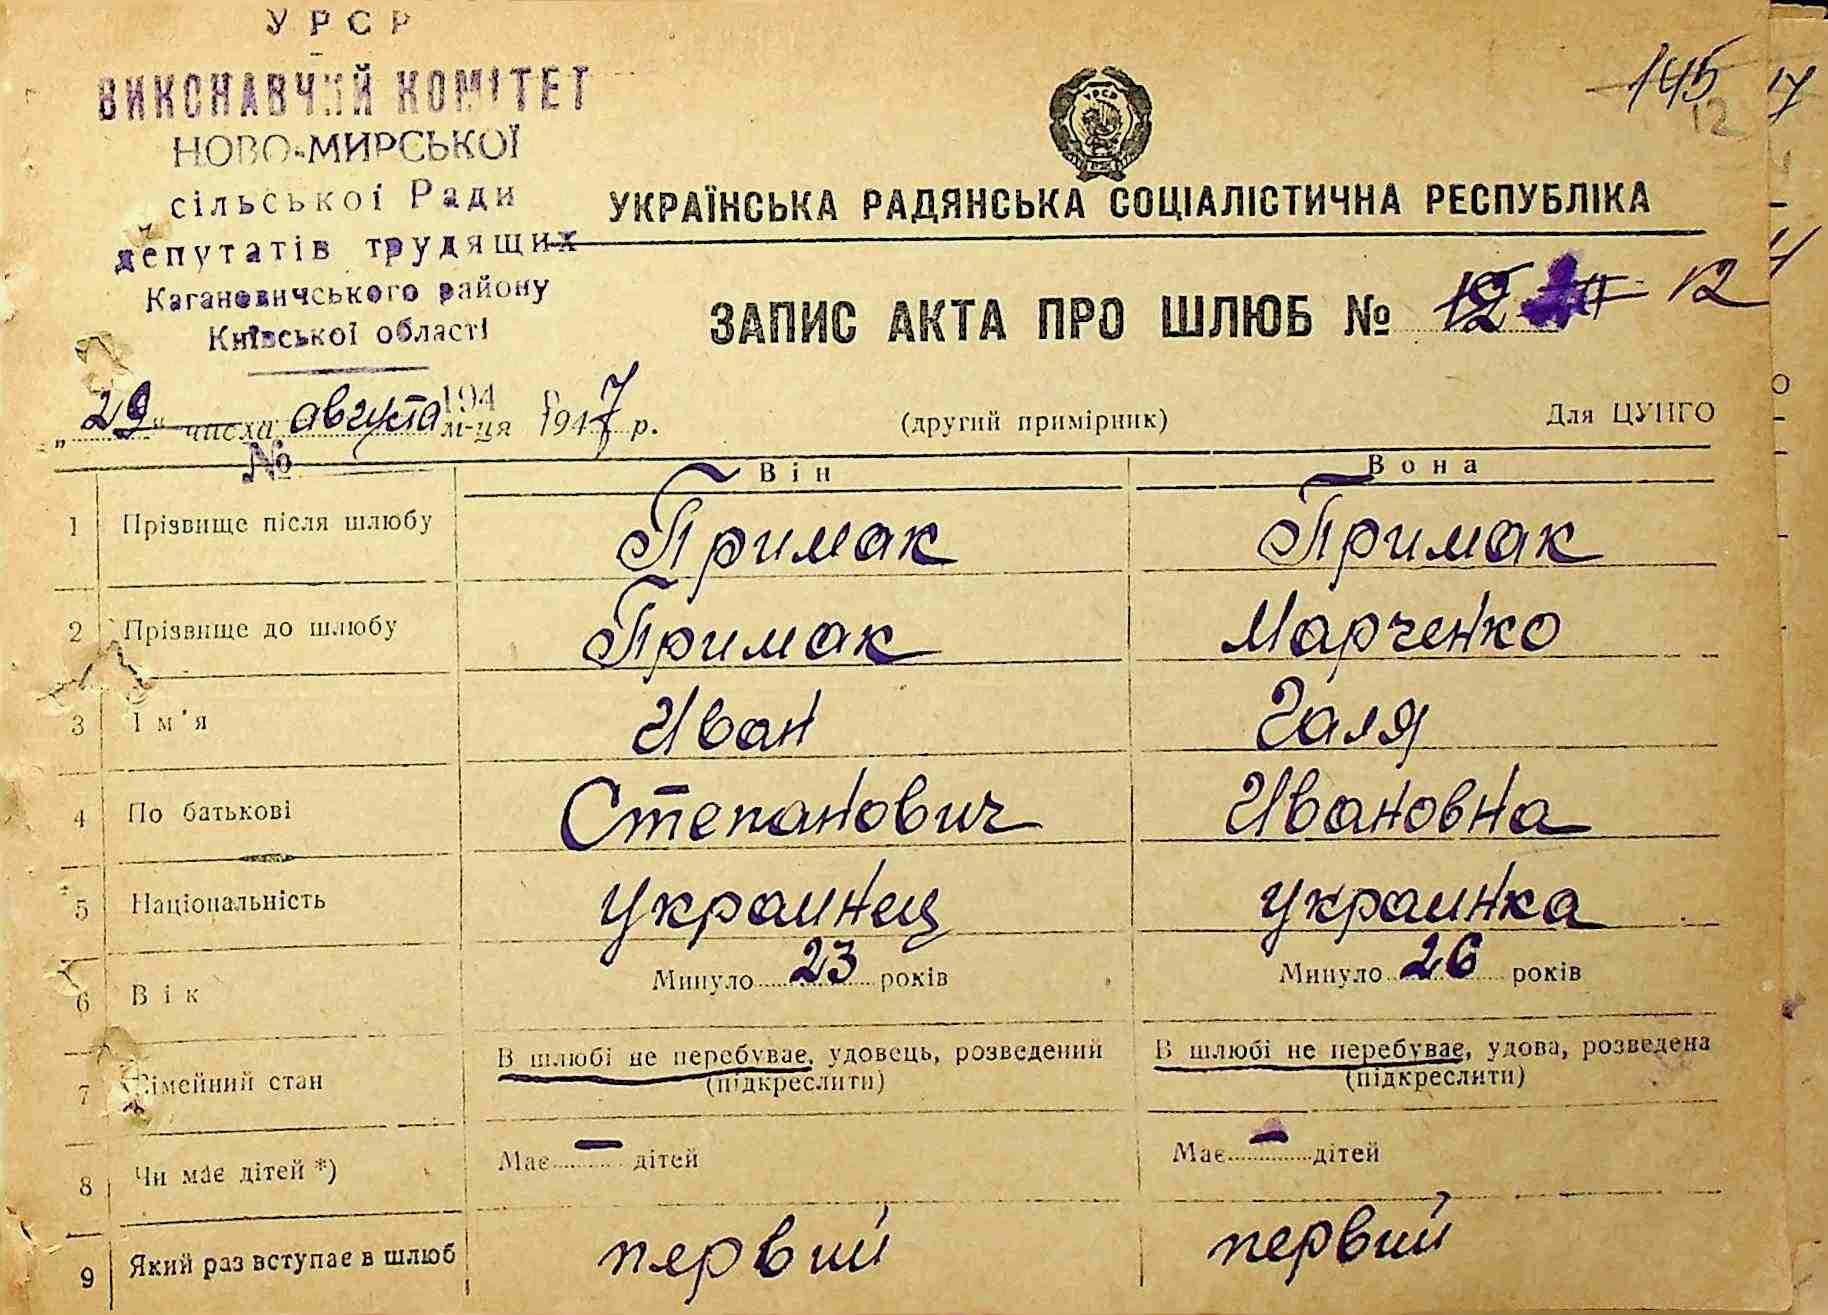 УРСР
ВИКОНАВЧИЙ КОМІТЕТ
НОВО-МИРСЬКОЇ
сільської Ради
депутатів трудящих
Кагановичського району
Київської області
194 р
№
145 17
12
УРСР
УКРАЇНСЬКА РАДЯНСЬКА СОЦІАЛІСТИЧНА РЕСПУБЛІКА
ЗАПИС АКТА ПРО ШЛЮБ № 12 12
„29“ числа августа м-ця 1947 р.
(другий примірник)
Для ЦУНГО
Він Вона
1 Прізвище після шлюбу Примак Примак
2 Прізвище до шлюбу Примак Марченко
3 Ім'я Иван Галя
4 По батькові Степанович Ивановна
5 Національність украинец украинка
6 Вік Минуло 23 років Минуло 26 років
7 Сімейний стан В шлюбі не перебуває, удовець, розведений В шлюбі не перебуває, удова, розведена
(підкреслити) (підкреслити)
8 Чи має дітей *) Має — дітей Має — дітей
9 Який раз вступає в шлюб первий первий